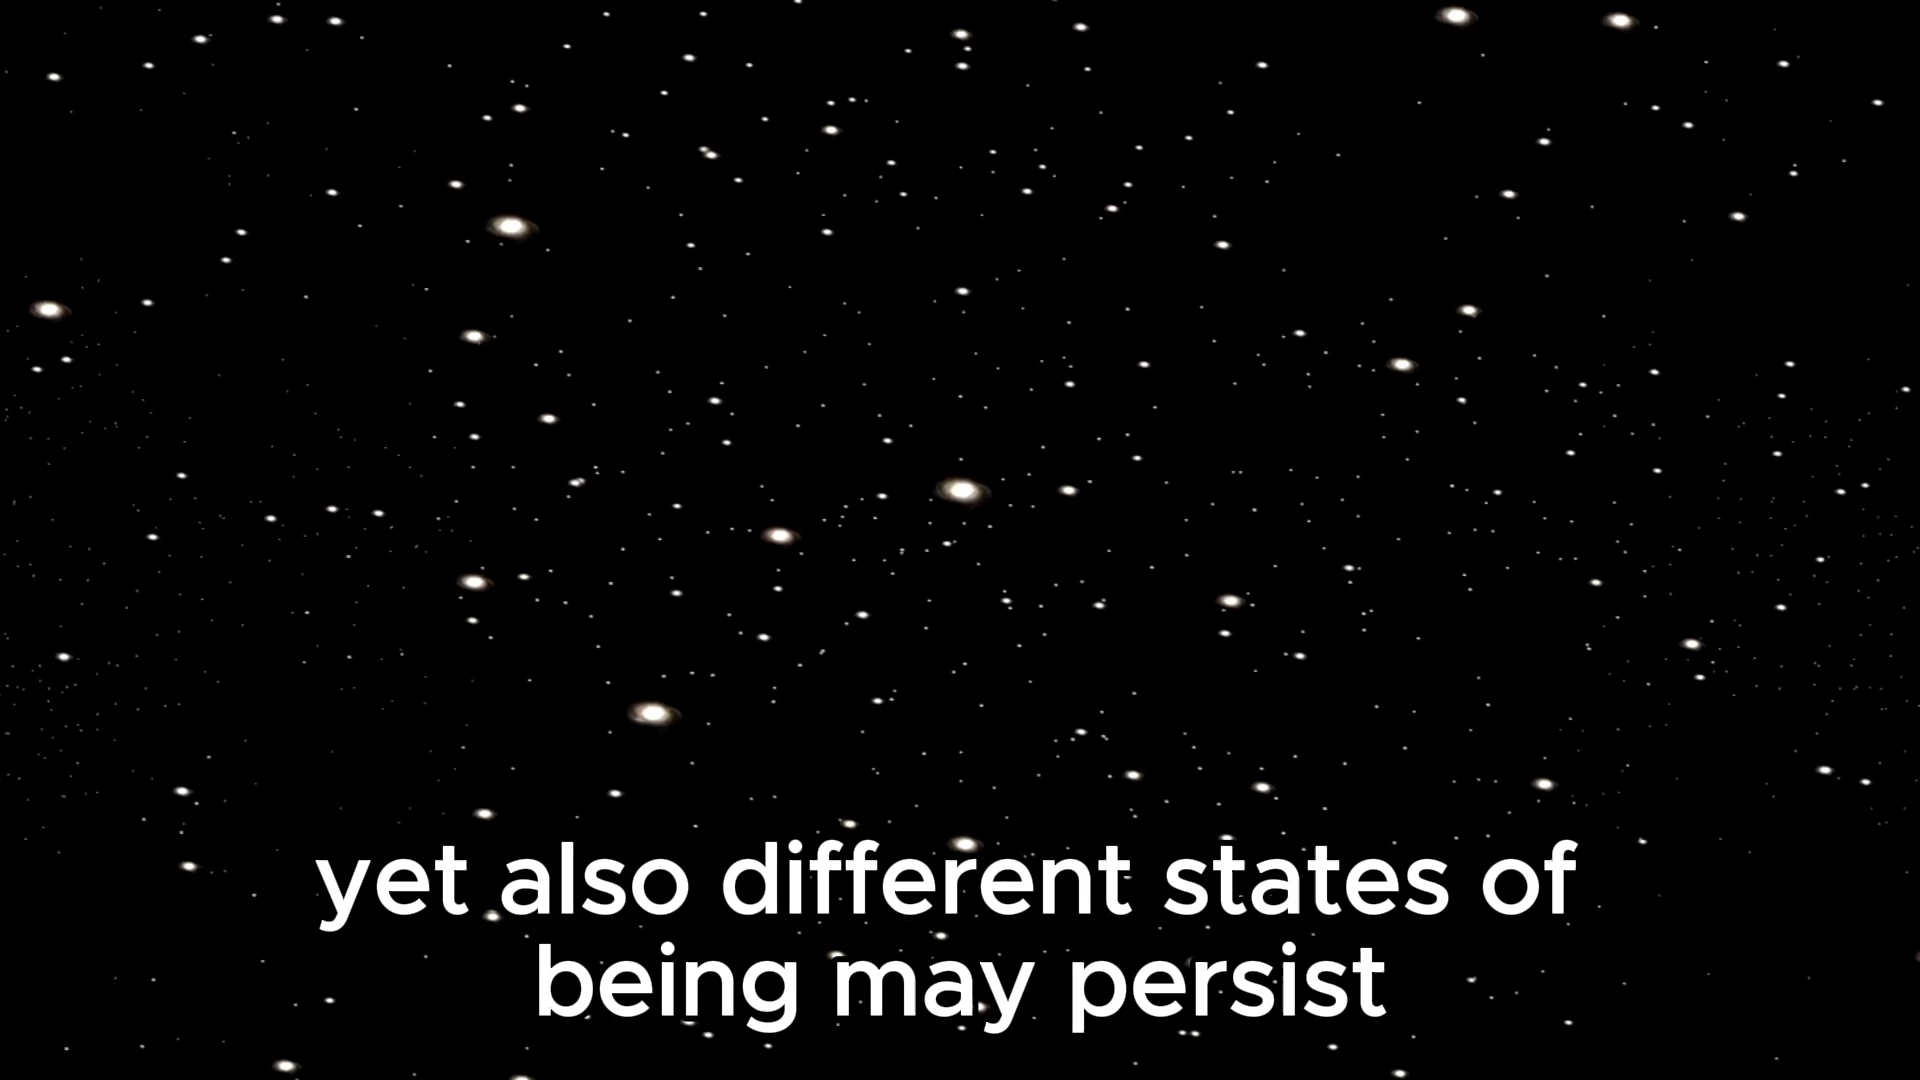 yet also different states of
being may persist